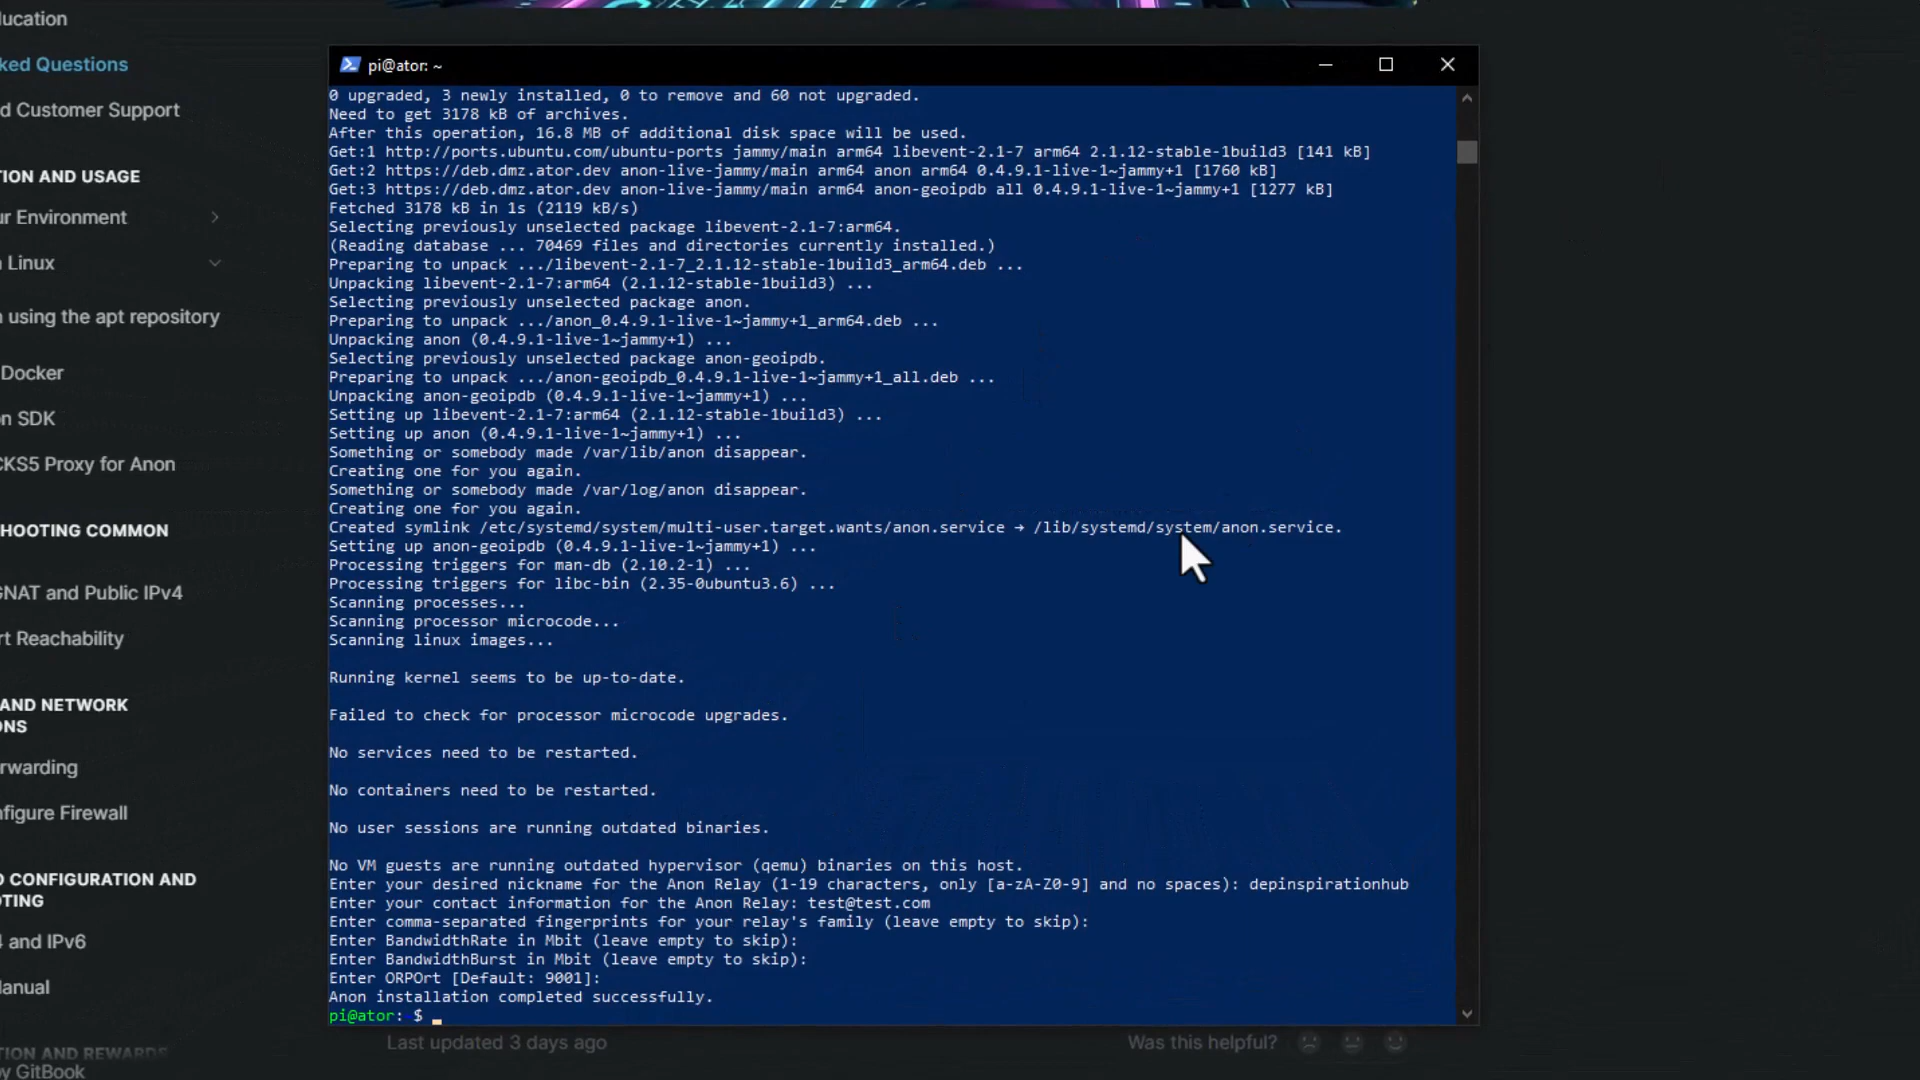 ucation
ked Questions
d Customer Support
TION AND USAGE
ur Environment
Linux
using the apt repository
Docker
on SDK
CKS5 Proxy for Anon
SHOOTING COMMON
GNAT and Public IPv4
rt Reachability
AND NETWORK
ONS
rwarding
nfigure Firewall
O CONFIGURATION AND
OTING
4 and IPv6
Manual
TION AND REWARDS
by GitBook
pi@ator: ~
0 upgraded, 3 newly installed, 0 to remove and 60 not upgraded.
Need to get 3178 kB of archives.
After this operation, 16.8 MB of additional disk space will be used.
Get:1 http://ports.ubuntu.com/ubuntu-ports jammy/main arm64 libevent-2.1-7 arm64 2.1.12-stable-1build3 [141 kB]
Get:2 https://deb.dmz.ator.dev anon-live-jammy/main arm64 anon arm64 0.4.9.1-live-1~jammy+1 [1760 kB]
Get:3 https://deb.dmz.ator.dev anon-live-jammy/main arm64 anon-geoipdb all 0.4.9.1-live-1~jammy+1 [1277 kB]
Fetched 3178 kB in 1s (2119 kB/s)
Selecting previously unselected package libevent-2.1-7:arm64.
(Reading database ... 70469 files and directories currently installed.)
Preparing to unpack .../libevent-2.1-7_2.1.12-stable-1build3_arm64.deb ...
Unpacking libevent-2.1-7:arm64 (2.1.12-stable-1build3) ...
Selecting previously unselected package anon.
Preparing to unpack .../anon_0.4.9.1-live-1~jammy+1_arm64.deb ...
Unpacking anon (0.4.9.1-live-1~jammy+1) ...
Selecting previously unselected package anon-geoipdb.
Preparing to unpack .../anon-geoipdb_0.4.9.1-live-1~jammy+1_all.deb ...
Unpacking anon-geoipdb (0.4.9.1-live-1~jammy+1) ...
Setting up libevent-2.1-7:arm64 (2.1.12-stable-1build3) ...
Setting up anon (0.4.9.1-live-1~jammy+1) ...
Something or somebody made /var/lib/anon disappear.
Creating one for you again.
Something or somebody made /var/log/anon disappear.
Creating one for you again.
Created symlink /etc/systemd/system/multi-user.target.wants/anon.service → /lib/systemd/system/anon.service.
Setting up anon-geoipdb (0.4.9.1-live-1~jammy+1) ...
Processing triggers for man-db (2.10.2-1) ...
Processing triggers for libc-bin (2.35-0ubuntu3.6) ...
Scanning processes...
Scanning processor microcode...
Scanning linux images...
Running kernel seems to be up-to-date.
Failed to check for processor microcode upgrades.
No services need to be restarted.
No containers need to be restarted.
No user sessions are running outdated binaries.
No VM guests are running outdated hypervisor (qemu) binaries on this host.
Enter your desired nickname for the Anon Relay (1-19 characters, only [a-zA-Z0-9] and no spaces): depinspirationhub
Enter your contact information for the Anon Relay: test@test.com
Enter comma-separated fingerprints for your relay's family (leave empty to skip):
Enter BandwidthRate in Mbit (leave empty to skip):
Enter BandwidthBurst in Mbit (leave empty to skip):
Enter ORPOrt [Default: 9001]:
Anon installation completed successfully.
pi@ator: $
Last updated 3 days ago
Was this helpful?